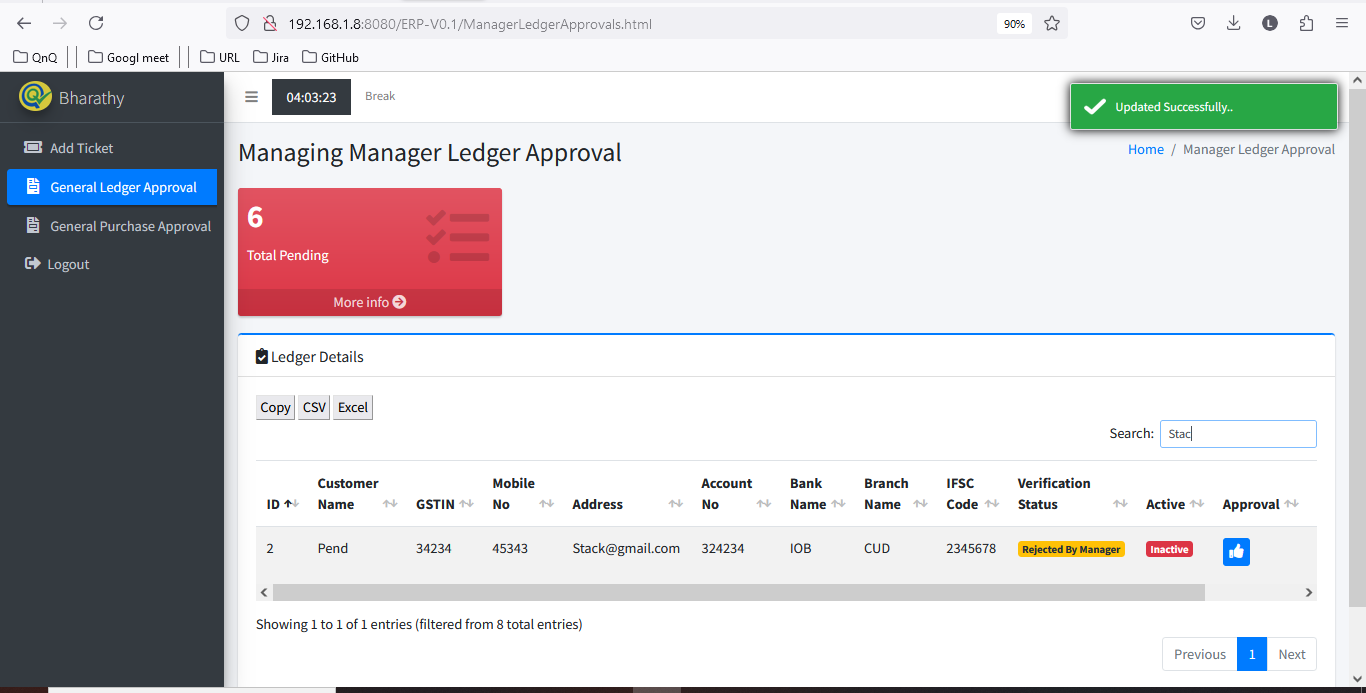 192.168.1.8:8080/ERP-V0.1/ManagerLedgerApprovals.html
90%
L
QnQ
Googl meet
URL
Jira
GitHub
Bharathy
04:03:23
Break
Updated Successfully..
Add Ticket
General Ledger Approval
General Purchase Approval
Logout
Managing Manager Ledger Approval
Home / Manager Ledger Approval
6
Total Pending
More info
Ledger Details
Copy CSV Excel
Search: Stac
ID Customer Name GSTIN Mobile No Address Account No Bank Name Branch Name IFSC Code Verification Status Active Approval
2 Pend 34234 45343 Stack@gmail.com 324234 IOB CUD 2345678 Rejected By Manager Inactive
Showing 1 to 1 of 1 entries (filtered from 8 total entries)
Previous 1 Next